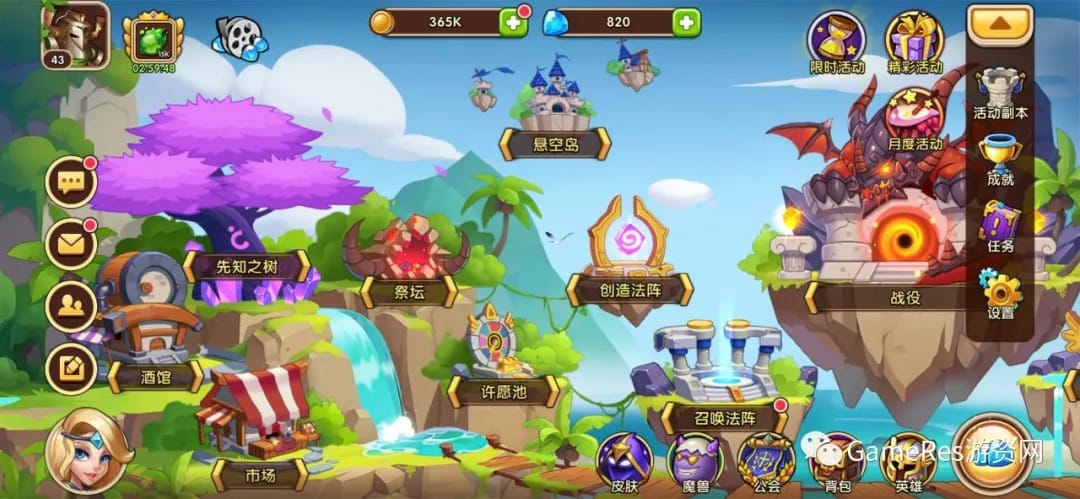 43
15K
02:59:48
365K
820
限时活动
精彩活动
月度活动
活动副本
成就
任务
设置
悬空岛
先知之树
祭坛
创造法阵
战役
酒馆
许愿池
召唤法阵
市场
皮肤
魔兽
公会
背包
英雄
GameRes游资网